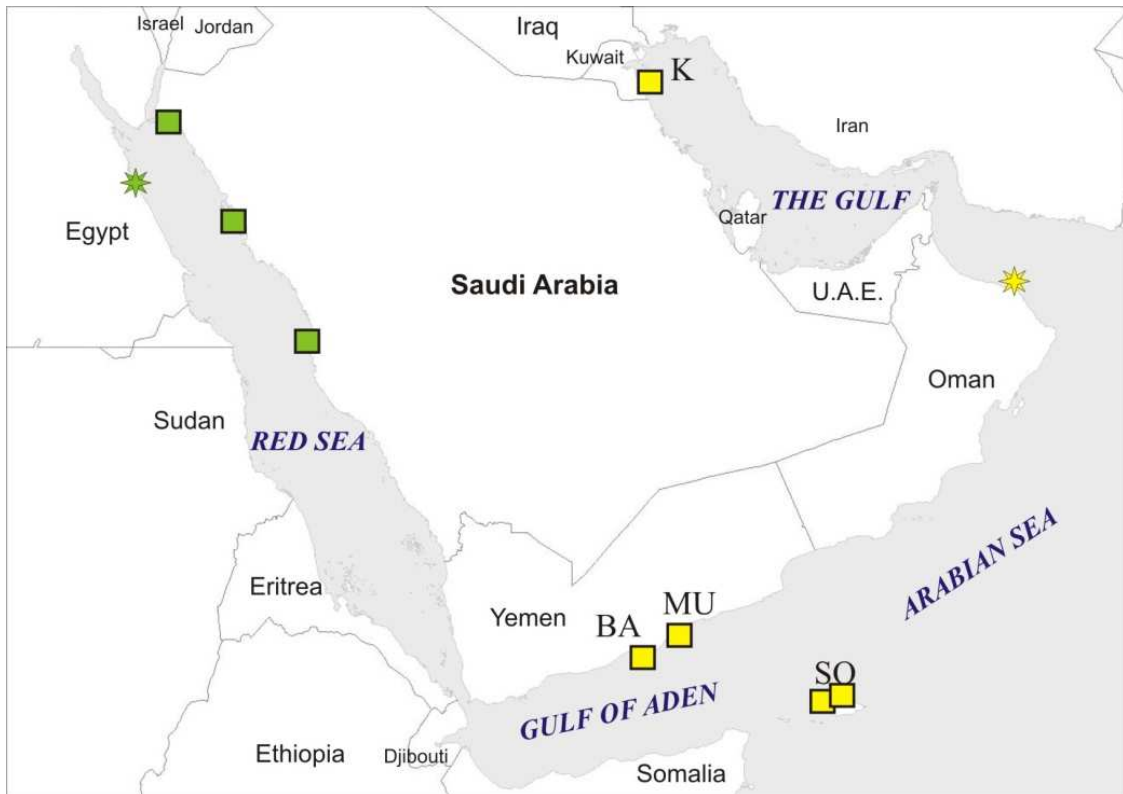 Israel
Jordan
Iraq
Kuwait
K
Iran
THE GULF
Qatar
Egypt
Saudi Arabia
U.A.E.
Oman
Sudan
RED SEA
ARABIAN SEA
Eritrea
Yemen
BA
MU
SO
GULF OF ADEN
Ethiopia
Djibouti
Somalia